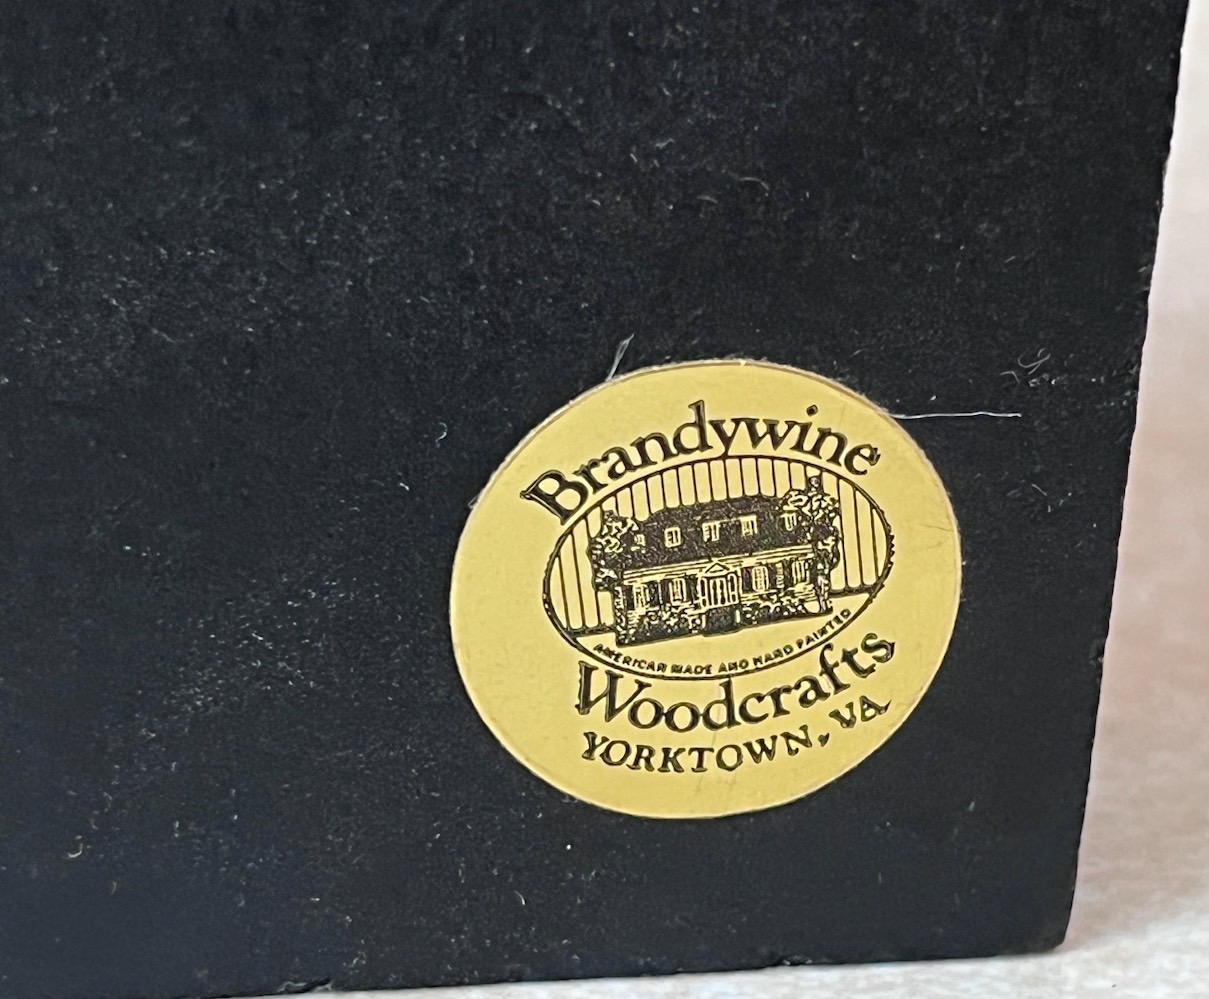 Brandywine
AMERICAN MADE AND HAND PAINTED
Woodcrafts
YORKTOWN, VA